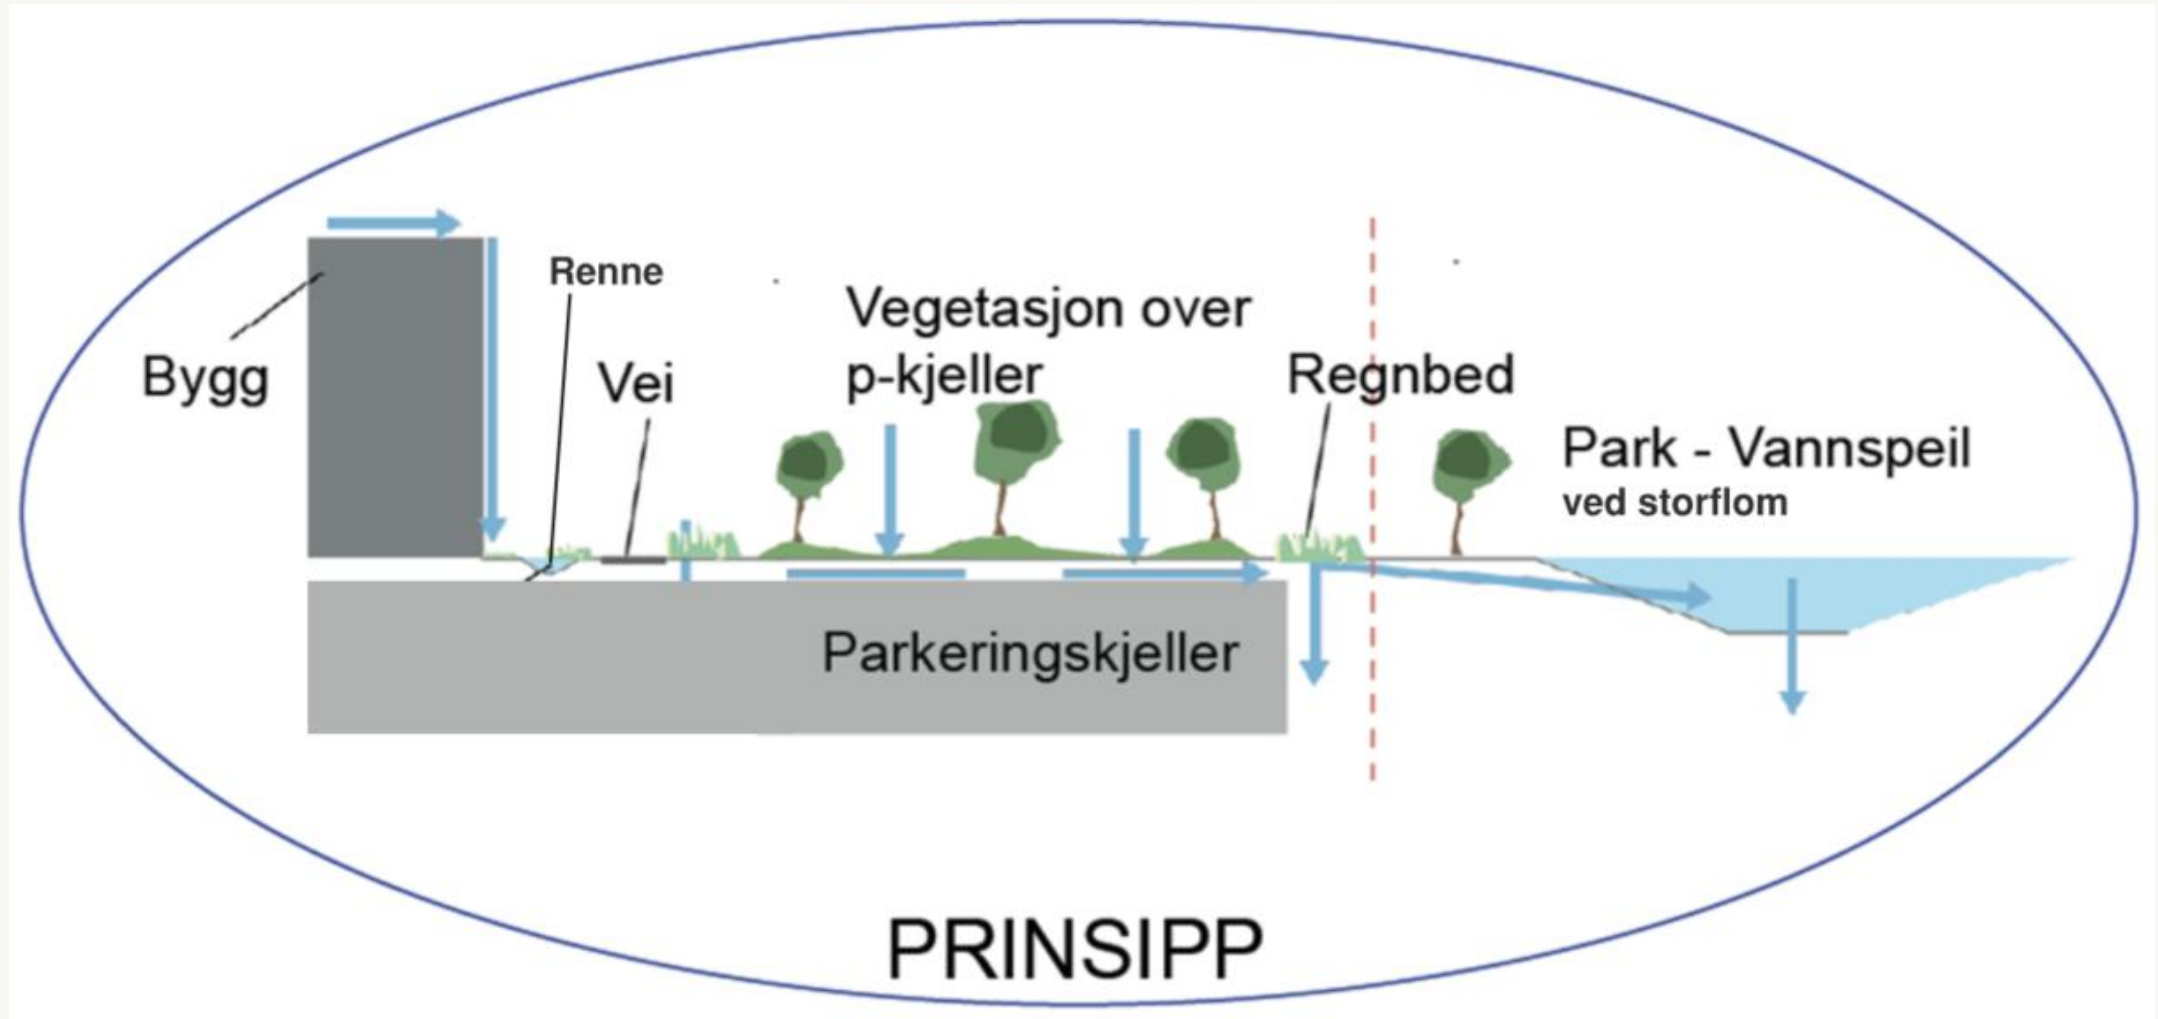 Renne
Vegetasjon over
p-kjeller
Bygg
Vei
Regnbed
Park - Vannspeil
ved storflom
Parkeringskjeller
PRINSIPP